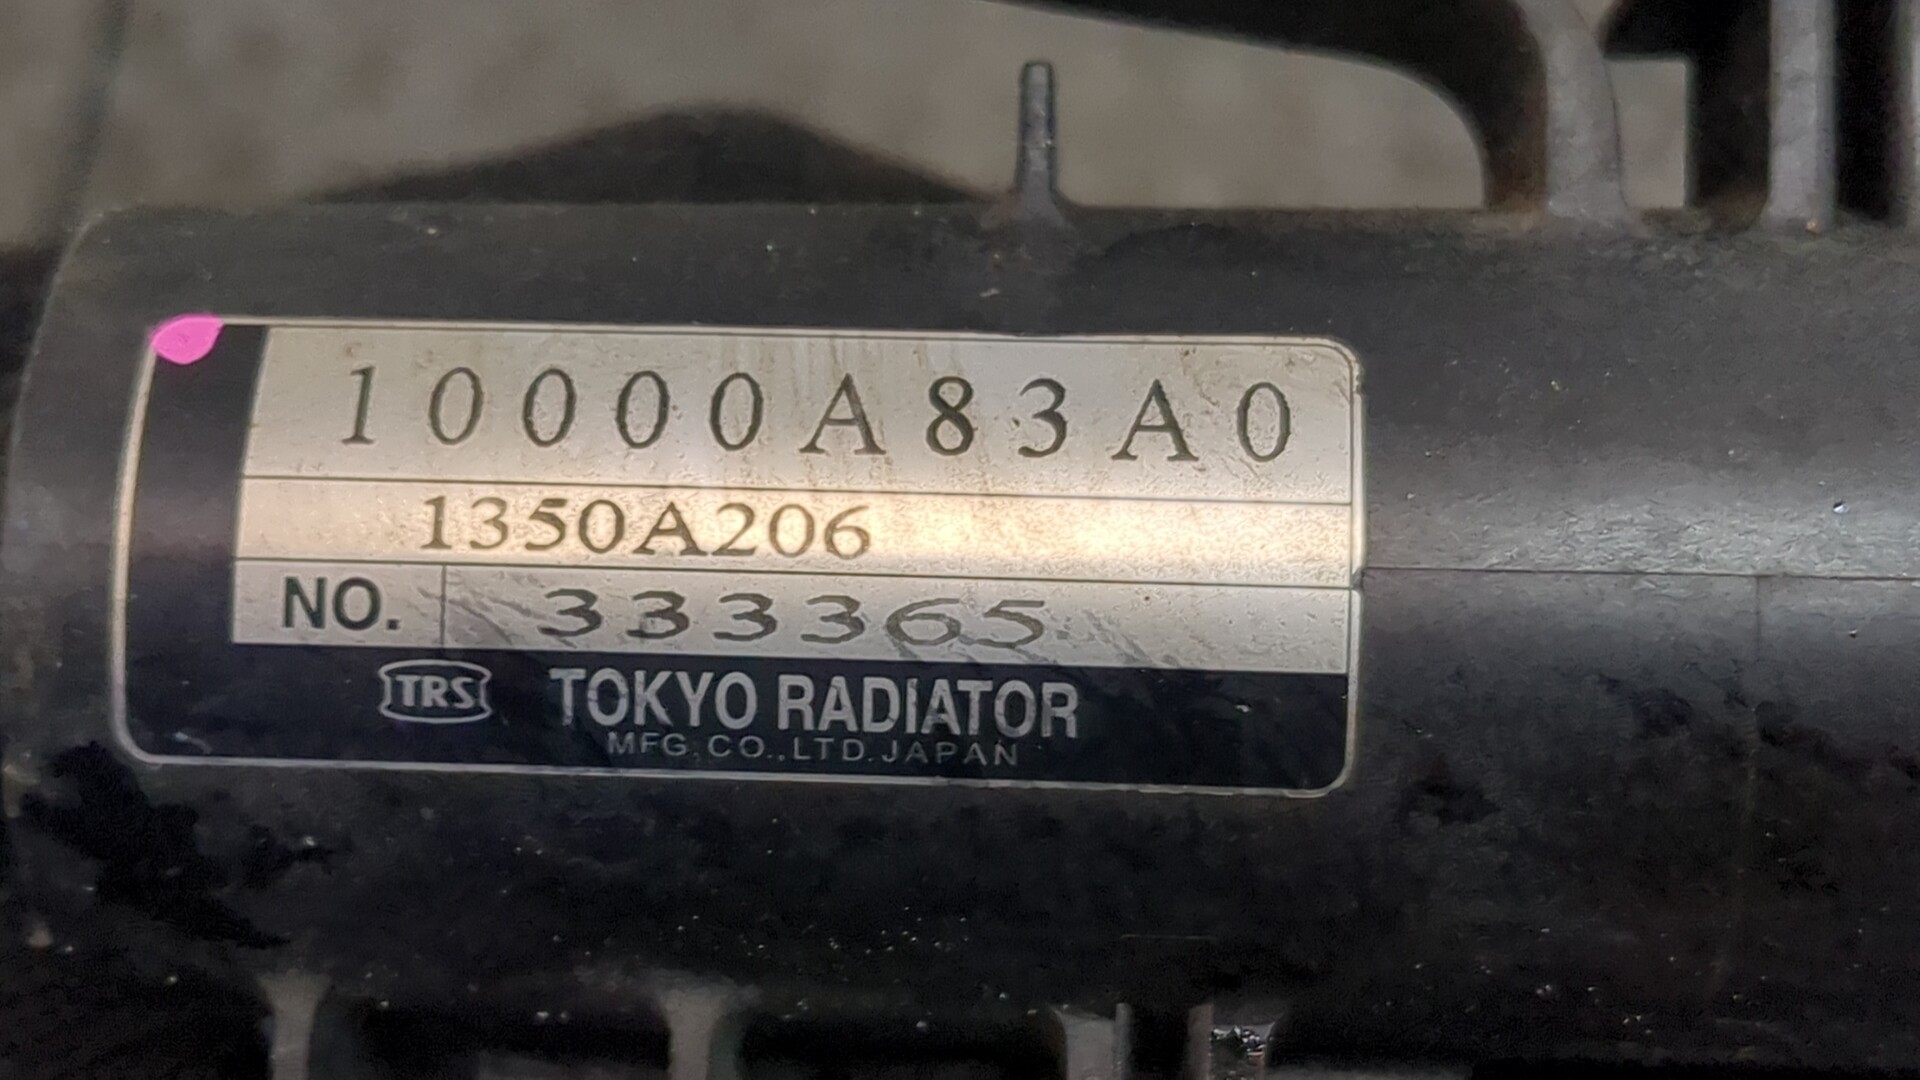 10000A83A0
1350A206
NO. 333365
TRS TOKYO RADIATOR
MFG. CO., LTD. JAPAN